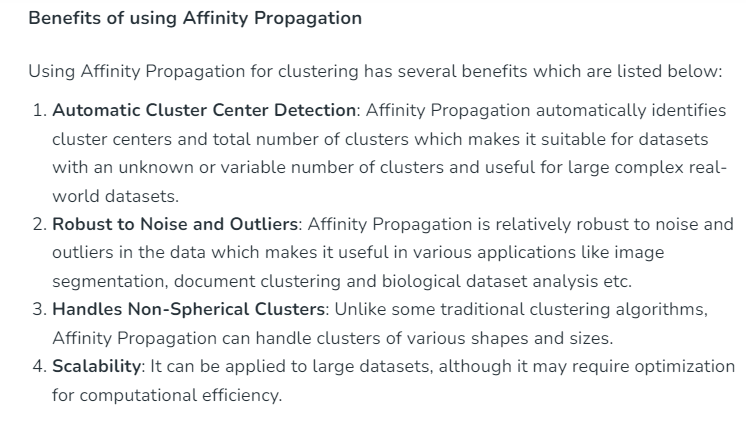 Benefits of using Affinity Propagation
Using Affinity Propagation for clustering has several benefits which are listed below:
1. Automatic Cluster Center Detection: Affinity Propagation automatically identifies
cluster centers and total number of clusters which makes it suitable for datasets
with an unknown or variable number of clusters and useful for large complex real-
world datasets.
2. Robust to Noise and Outliers: Affinity Propagation is relatively robust to noise and
outliers in the data which makes it useful in various applications like image
segmentation, document clustering and biological dataset analysis etc.
3. Handles Non-Spherical Clusters: Unlike some traditional clustering algorithms,
Affinity Propagation can handle clusters of various shapes and sizes.
4. Scalability: It can be applied to large datasets, although it may require optimization
for computational efficiency.